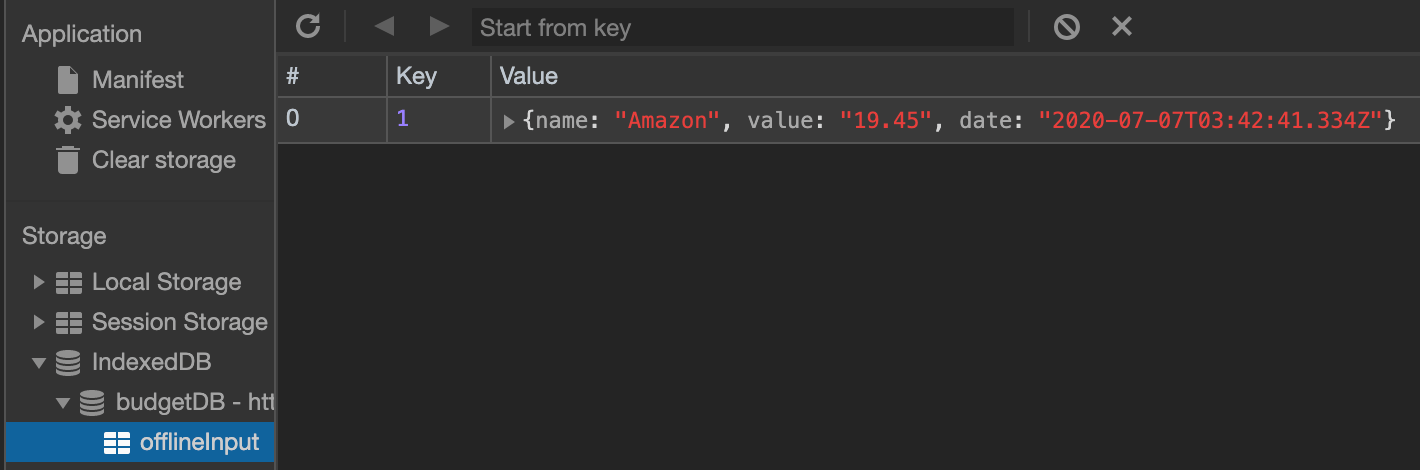 Application
Manifest
Service Workers
Clear storage
Storage
Local Storage
Session Storage
IndexedDB
budgetDB - htt
offlineInput
Start from key
# Key Value
0 1 {name: "Amazon", value: "19.45", date: "2020-07-07T03:42:41.334Z"}